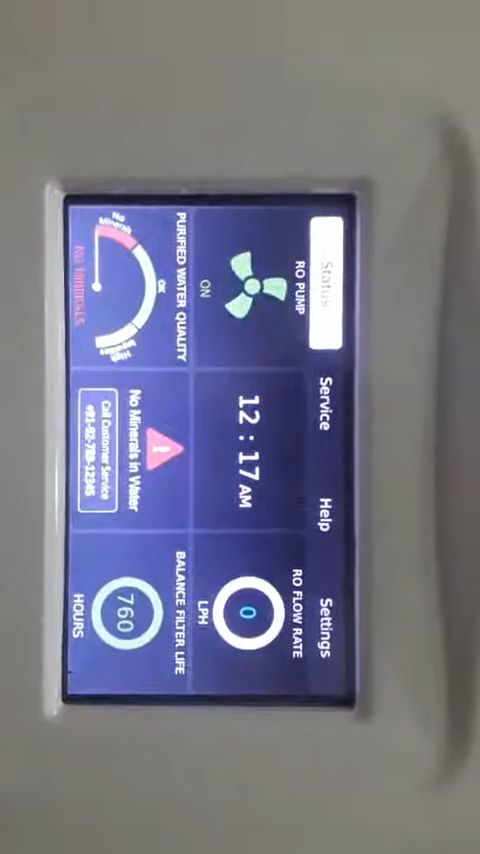 Status
Service
Help
Settings
RO PUMP
ON
12:17 AM
RO FLOW RATE
0
LPH
PURIFIED WATER QUALITY
No
Minerals
OK
High
NO MINERALS
No Minerals in Water
Call Customer Service
BALANCE FILTER LIFE
760
HOURS